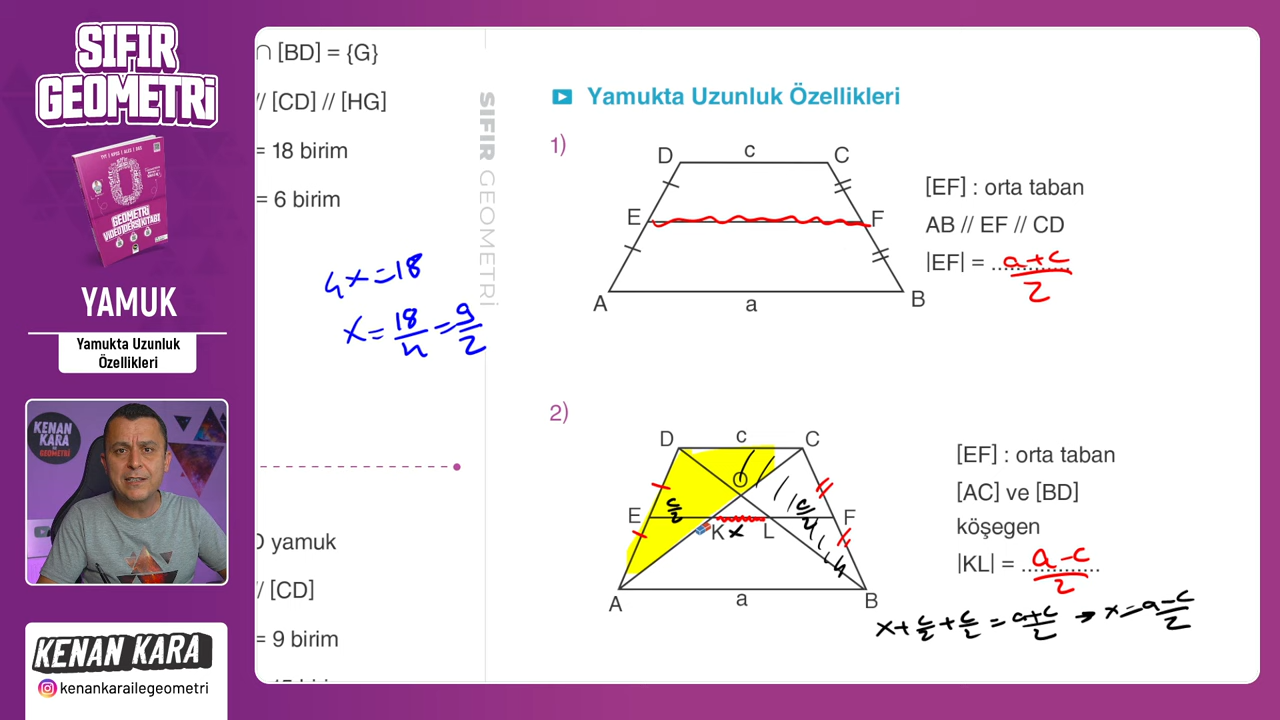 SIFIR
GEOMETRİ
GEOMETRİ
VİDEO DERS KİTABI
YAMUK
Yamukta Uzunluk
Özellikleri
KENAN
KARA
ile
GEOMETRİ
KENAN KARA
kenankarailegeometri
∩ [BD] = {G}
// [CD] // [HG]
= 18 birim
= 6 birim
4x=18
x=18/4=9/2
yamuk
// [CD]
= 9 birim
SIFIR GEOMETRİ
Yamukta Uzunluk Özellikleri
1)
D c C
E F
A a B
[EF] : orta taban
AB // EF // CD
|EF| = a+c/2
2)
D c C
O
c/2 c/2
E K x L F
A a B
[EF] : orta taban
[AC] ve [BD]
köşegen
|KL| = a-c/2
x+c/2+c/2=a+c/2 → x=a-c/2